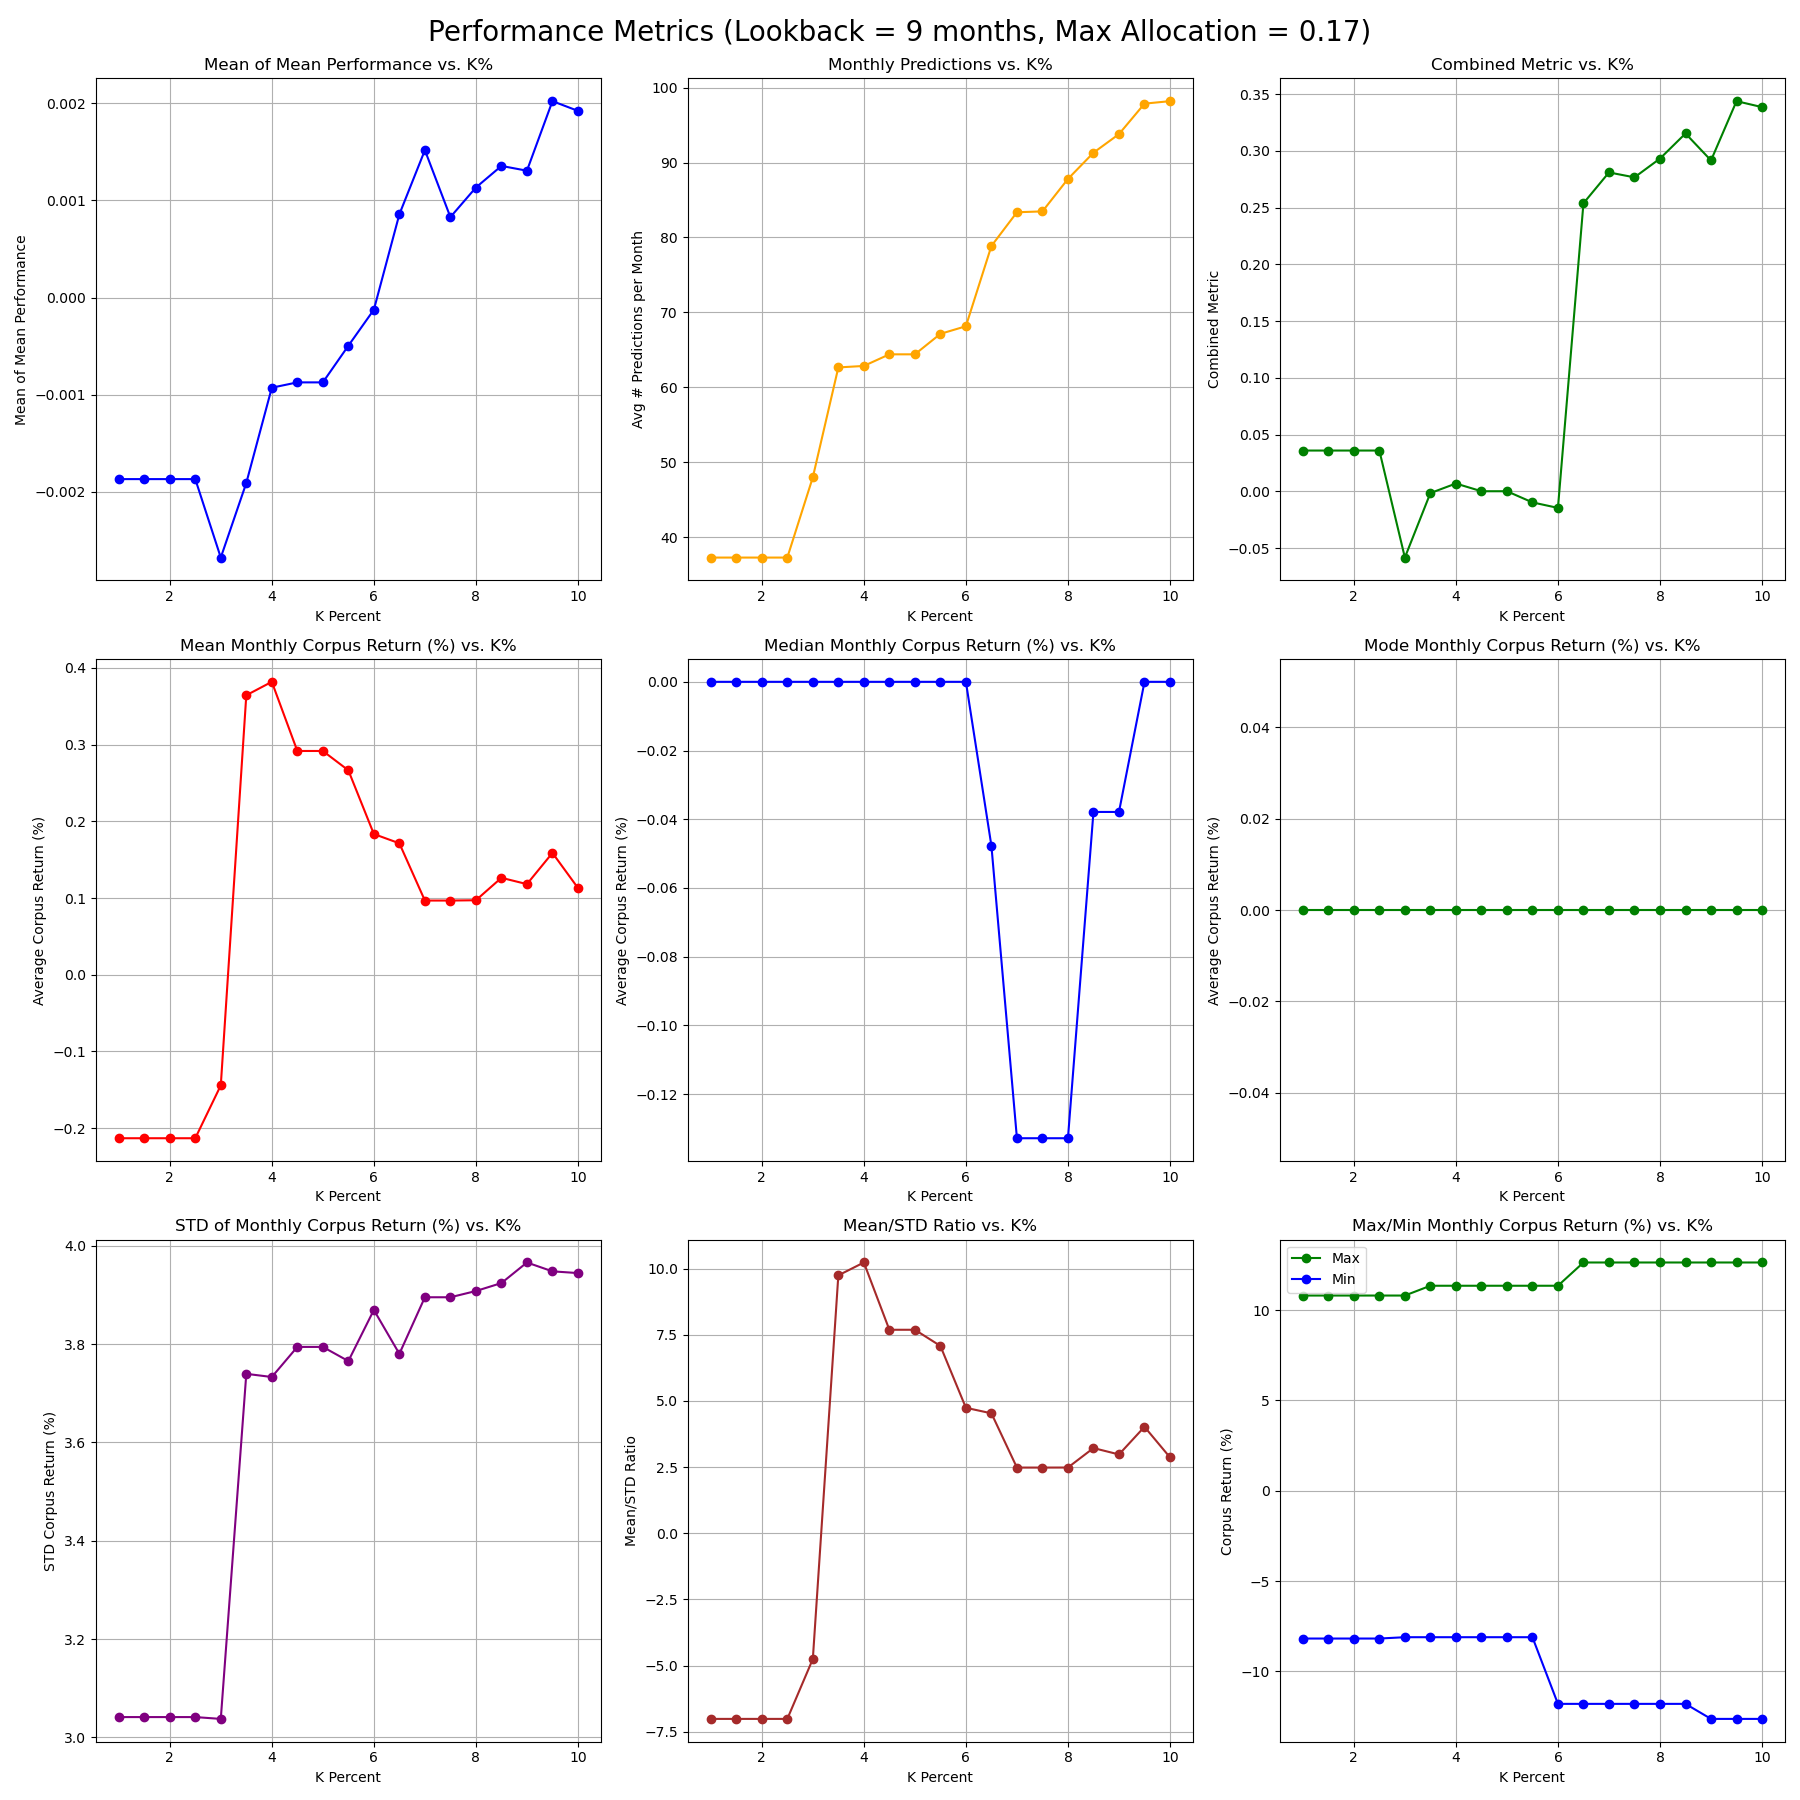 Performance Metrics (Lookback = 9 months, Max Allocation = 0.17)
Mean of Mean Performance vs. K%
Mean of Mean Performance
0.002
0.001
0.000
−0.001
−0.002
2 4 6 8 10
K Percent
Monthly Predictions vs. K%
Avg # Predictions per Month
100
90
80
70
60
50
40
2 4 6 8 10
K Percent
Combined Metric vs. K%
Combined Metric
0.35
0.30
0.25
0.20
0.15
0.10
0.05
0.00
−0.05
2 4 6 8 10
K Percent
Mean Monthly Corpus Return (%) vs. K%
Average Corpus Return (%)
0.4
0.3
0.2
0.1
0.0
−0.1
−0.2
2 4 6 8 10
K Percent
Median Monthly Corpus Return (%) vs. K%
Average Corpus Return (%)
0.00
−0.02
−0.04
−0.06
−0.08
−0.10
−0.12
2 4 6 8 10
K Percent
Mode Monthly Corpus Return (%) vs. K%
Average Corpus Return (%)
0.04
0.02
0.00
−0.02
−0.04
2 4 6 8 10
K Percent
STD of Monthly Corpus Return (%) vs. K%
STD Corpus Return (%)
4.0
3.8
3.6
3.4
3.2
3.0
2 4 6 8 10
K Percent
Mean/STD Ratio vs. K%
Mean/STD Ratio
10.0
7.5
5.0
2.5
0.0
−2.5
−5.0
−7.5
2 4 6 8 10
K Percent
Max/Min Monthly Corpus Return (%) vs. K%
Max
Min
Corpus Return (%)
10
5
0
−5
−10
2 4 6 8 10
K Percent